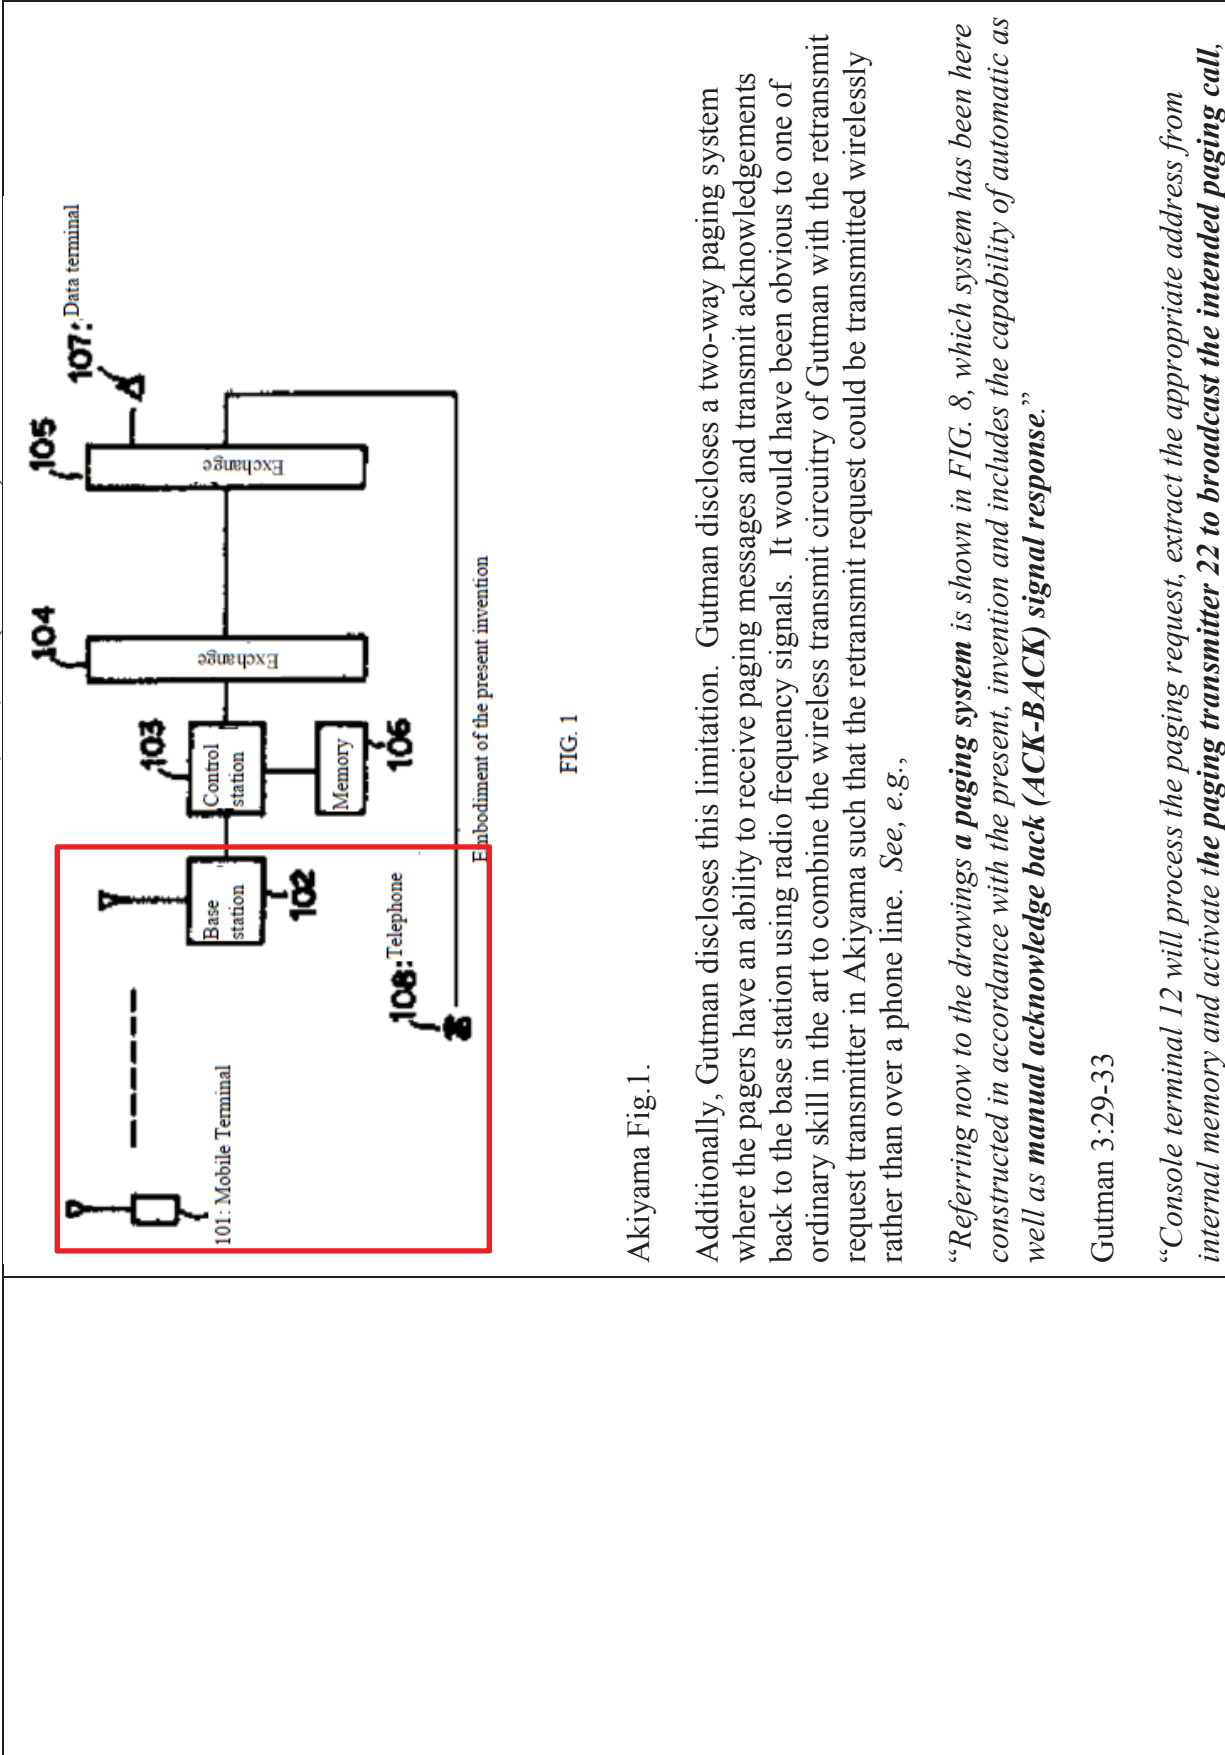 105
107: Data terminal
104
103
Exchange
Exchange
Control
station
Memory
106
Base
station
102
101: Mobile Terminal
108: Telephone
Embodiment of the present invention
FIG. 1
Akiyama Fig.1.
Additionally, Gutman discloses this limitation. Gutman discloses a two-way paging system
where the pagers have an ability to receive paging messages and transmit acknowledgements
back to the base station using radio frequency signals. It would have been obvious to one of
ordinary skill in the art to combine the wireless transmit circuitry of Gutman with the retransmit
request transmitter in Akiyama such that the retransmit request could be transmitted wirelessly
rather than over a phone line. See, e.g.,
“Referring now to the drawings a paging system is shown in FIG. 8, which system has been here
constructed in accordance with the present, invention and includes the capability of automatic as
well as manual acknowledge back (ACK-BACK) signal response.”
Gutman 3:29-33
“Console terminal 12 will process the paging request, extract the appropriate address from
internal memory and activate the paging transmitter 22 to broadcast the intended paging call,